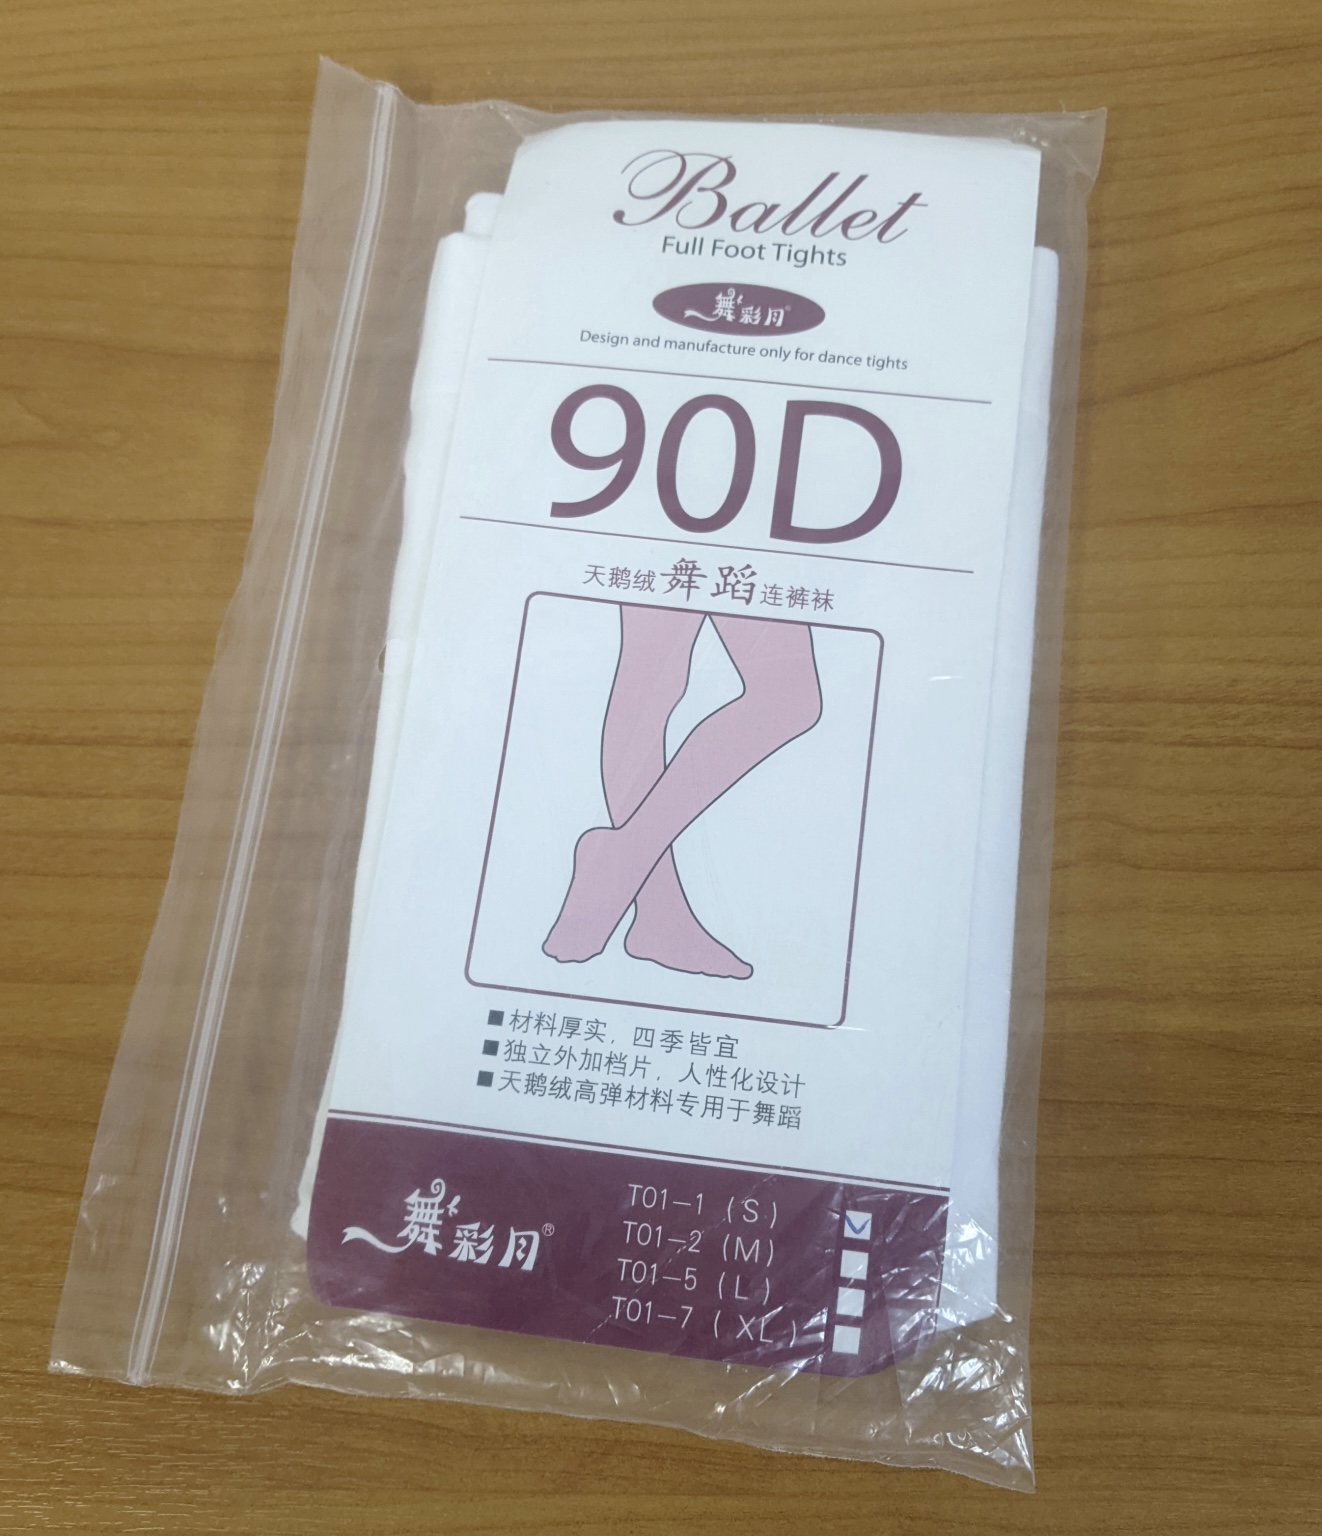 Ballet
Full Foot Tights
舞彩月®
Design and manufacture only for dance tights
90D
天鹅绒舞蹈连裤袜
■材料厚实，四季皆宜
■独立外加档片，人性化设计
■天鹅绒高弹材料专用于舞蹈
舞彩月®
T01-1 (S)
T01-2 (M)
T01-5 (L)
T01-7 (XL)